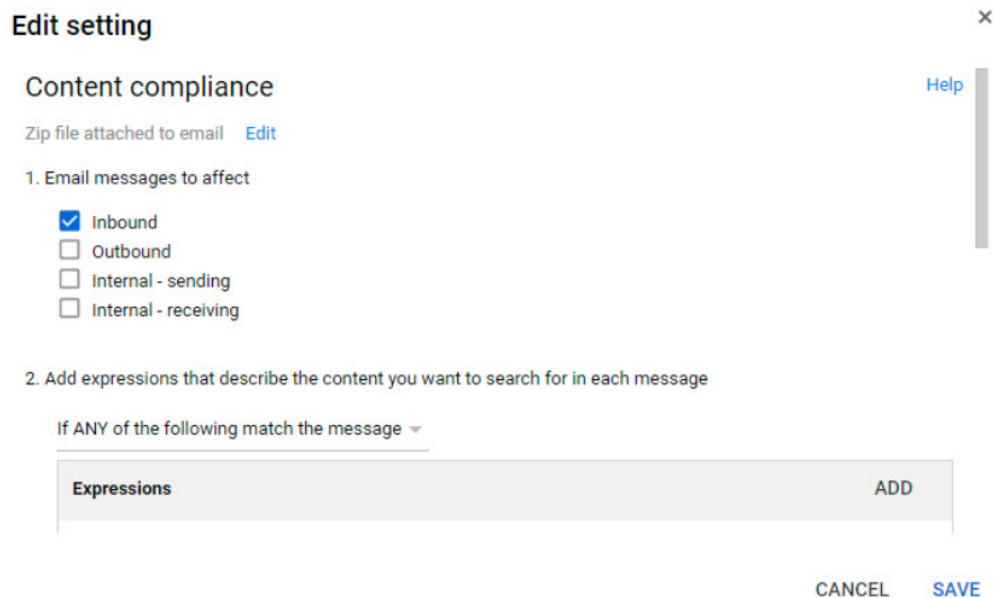 Edit setting
Content compliance
Help
Zip file attached to email Edit
1. Email messages to affect
Inbound
Outbound
Internal - sending
Internal - receiving
2. Add expressions that describe the content you want to search for in each message
If ANY of the following match the message
Expressions ADD
CANCEL SAVE